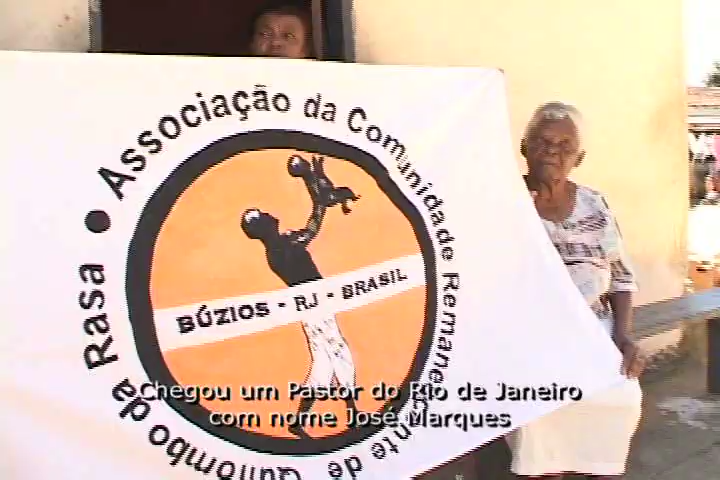 Associação da Comunidade Remanescente de Quilombo da Rasa
BÚZIOS - RJ - BRASIL
Chegou um Pastor do Rio de Janeiro
com nome José Marques